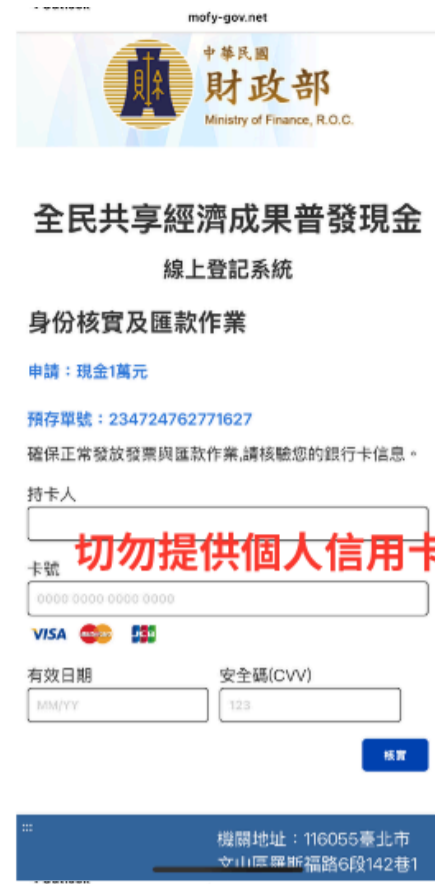 mofy-gov.net
中華民國
財政部
Ministry of Finance, R.O.C.
全民共享經濟成果普發現金
線上登記系統
身份核實及匯款作業
申請：現金1萬元
預存單號：234724762771627
確保正常發放發票與匯款作業,請核驗您的銀行卡信息。
持卡人
切勿提供個人信用卡
卡號
0000 0000 0000 0000
VISA MasterCard JCB
有效日期 安全碼(CVV)
MM/YY 123
核實
:::
機關地址：116055臺北市
文山區羅斯福路6段142巷1